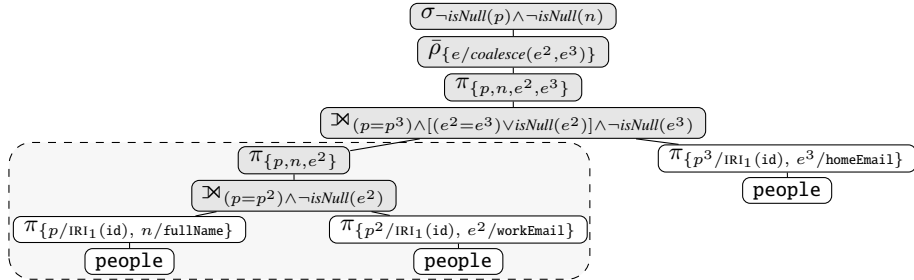 σ¬isNull(p)∧¬isNull(n)
ρ̄{e/coalesce(e²,e³)}
π{p,n,e²,e³}
⟕(p=p³)∧[(e²=e³)∨isNull(e²)]∧¬isNull(e³)
π{p,n,e²}
π{p³/IRI₁(id), e³/homeEmail}
⟕(p=p²)∧¬isNull(e²)
people
π{p/IRI₁(id), n/fullName}
π{p²/IRI₁(id), e²/workEmail}
people
people